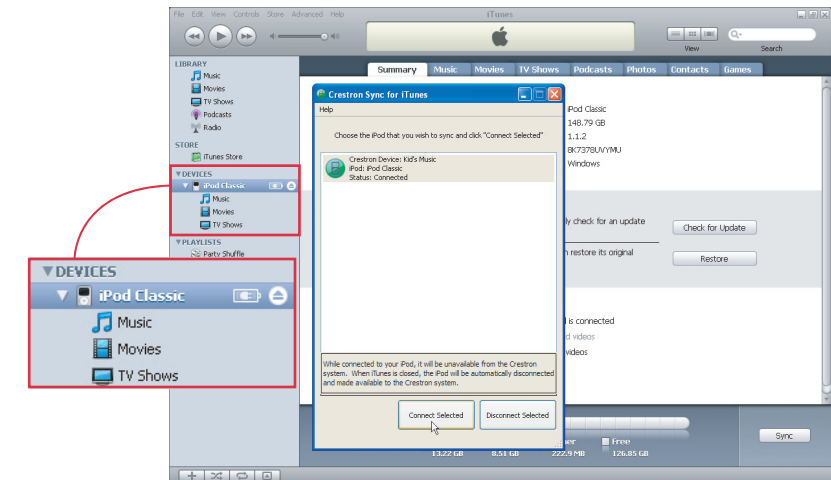 File Edit View Controls Store Advanced Help
iTunes
View
Search
LIBRARY
Music
Movies
TV Shows
Podcasts
Radio
STORE
iTunes Store
DEVICES
iPod Classic
Music
Movies
TV Shows
PLAYLISTS
Party Shuffle
DEVICES
iPod Classic
Music
Movies
TV Shows
Summary Music Movies TV Shows Podcasts Photos Contacts Games
Crestron Sync for iTunes
Help
Choose the iPod that you wish to sync and click "Connect Selected"
Crestron Device: Kid's Music
iPod: iPod Classic
Status: Connected
While connected to your iPod, it will be unavailable from the Crestron
system. When iTunes is closed, the iPod will be automatically disconnected
and made available to the Crestron system.
Connect Selected
Disconnect Selected
iPod Classic
148.79 GB
1.1.2
8K7378UVYMU
Windows
check for an update
Check for Update
restore its original
Restore
is connected
videos
videos
Free
13.22 GB 8.51 GB 222.9 MB 126.85 GB
Sync